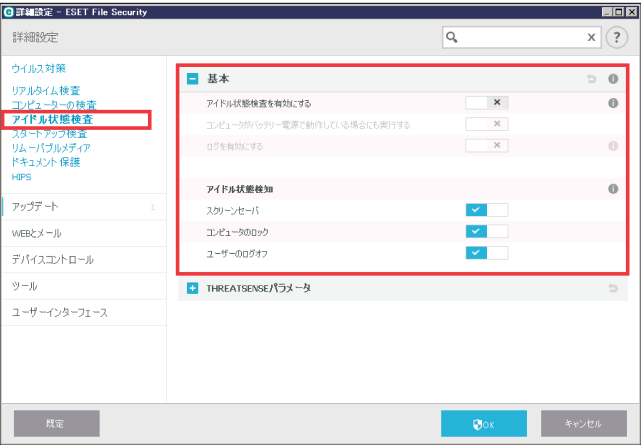 詳細設定 - ESET File Security
詳細設定
ウイルス対策
リアルタイム検査
コンピューターの検査
アイドル状態検査
スタートアップ検査
リムーバブルメディア
ドキュメント保護
HIPS
アップデート 1
WEBとメール
デバイスコントロール
ツール
ユーザーインターフェース
基本
アイドル状態検査を有効にする
コンピュータがバッテリー電源で動作している場合にも実行する
ログを有効にする
アイドル状態検知
スクリーンセーバ
コンピュータのロック
ユーザーのログオフ
THREATSENSEパラメータ
既定
OK
キャンセル